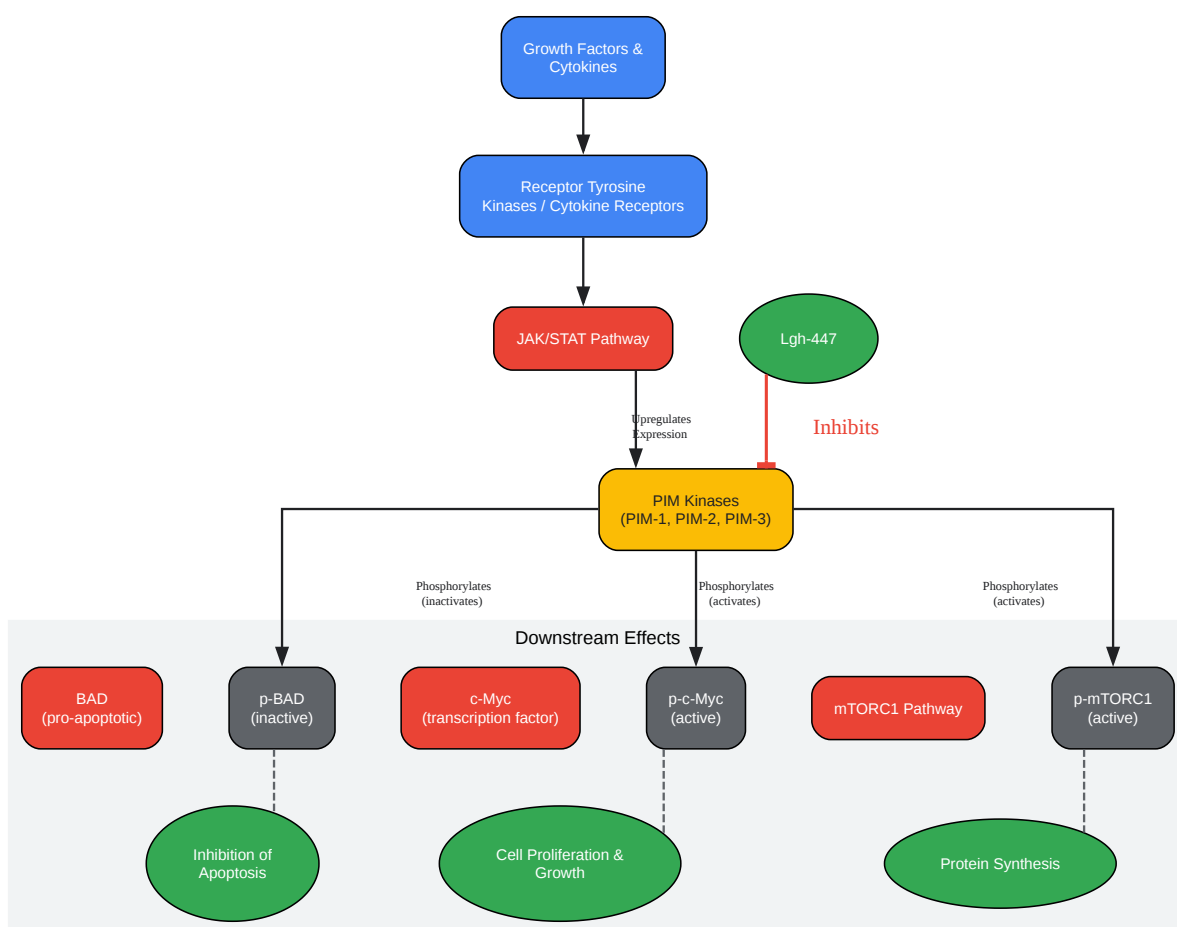 Growth Factors &
Cytokines
Receptor Tyrosine
Kinases / Cytokine Receptors
JAK/STAT Pathway
Lgh-447
Upregulates
Expression
Inhibits
PIM Kinases
(PIM-1, PIM-2, PIM-3)
Phosphorylates
(inactivates)
Phosphorylates
(activates)
Phosphorylates
(activates)
Downstream Effects
BAD
(pro-apoptotic)
p-BAD
(inactive)
c-Myc
(transcription factor)
p-c-Myc
(active)
mTORC1 Pathway
p-mTORC1
(active)
Inhibition of
Apoptosis
Cell Proliferation &
Growth
Protein Synthesis